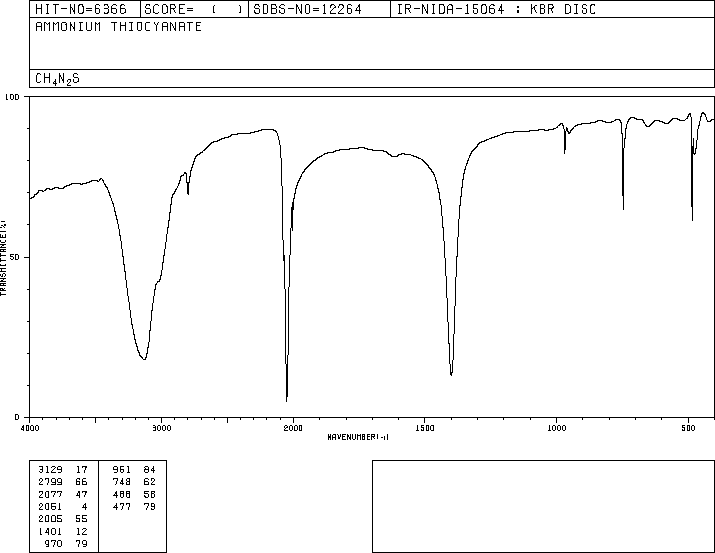 HIT-NO=6366 SCORE= ( ) SDBS-NO=12264 IR-NIDA-15064 : KBR DISC
AMMONIUM THIOCYANATE
CH4N2S
100
50
0
TRANSMITTANCE(%)
4000 3000 2000 1500 1000 500
WAVENUMBER(-1)
3129 17 961 84
2799 66 748 62
2077 47 488 58
2061 4 477 79
2005 55
1401 12
970 79